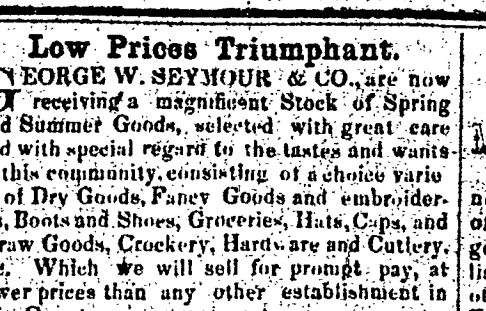 Low Prices Triumphant.
GEORGE W. SEYMOUR & CO., are now
receiving a magnificent Stock of Spring
d Summer Goods, selected with great care
d with special regard to the tastes and wants
this community, consisting of a choice varie
of Dry Goods, Fancy Goods and embroider-
s, Boots and Shoes, Groceries, Hats, Caps, and
raw Goods, Crockery, Hardware and Cutlery,
c. Which we will sell for prompt pay, at
wer prices than any other establishment in